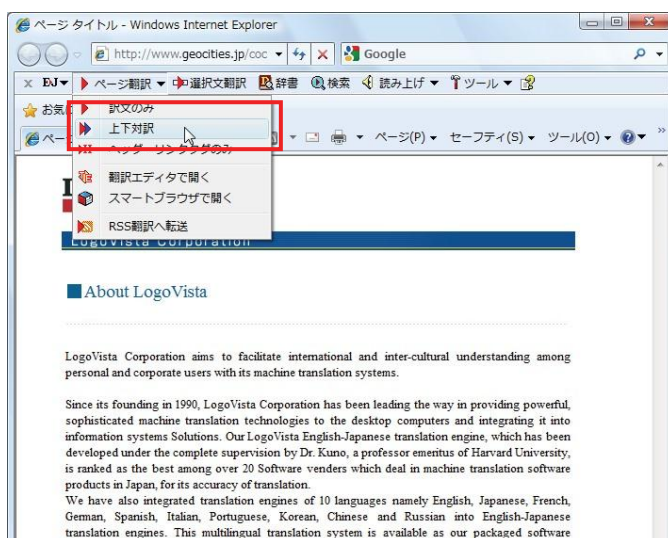 ページ タイトル - Windows Internet Explorer
http://www.geocities.jp/coc
Google
x EJ▼ ページ翻訳 ▼ 選択文翻訳 辞書 検索 読み上げ ▼ ツール ▼
お気に
訳文のみ
上下対訳
ページ(P) ▼ セーフティ(S) ▼ ツール(O) ▼ »
翻訳エディタで開く
スマートブラウザで開く
RSS翻訳へ転送
LogoVista Corporation
About LogoVista
LogoVista Corporation aims to facilitate international and inter-cultural understanding among
personal and corporate users with its machine translation systems.
Since its founding in 1990, LogoVista Corporation has been leading the way in providing powerful,
sophisticated machine translation technologies to the desktop computers and integrating it into
information systems Solutions. Our LogoVista English-Japanese translation engine, which has been
developed under the complete supervision by Dr. Kuno, a professor emeritus of Harvard University,
is ranked as the best among over 20 Software venders which deal in machine translation software
products in Japan, for its accuracy of translation.
We have also integrated translation engines of 10 languages namely English, Japanese, French,
German, Spanish, Italian, Portuguese, Korean, Chinese and Russian into English-Japanese
translation engines. This multilingual translation system is available as our packaged software